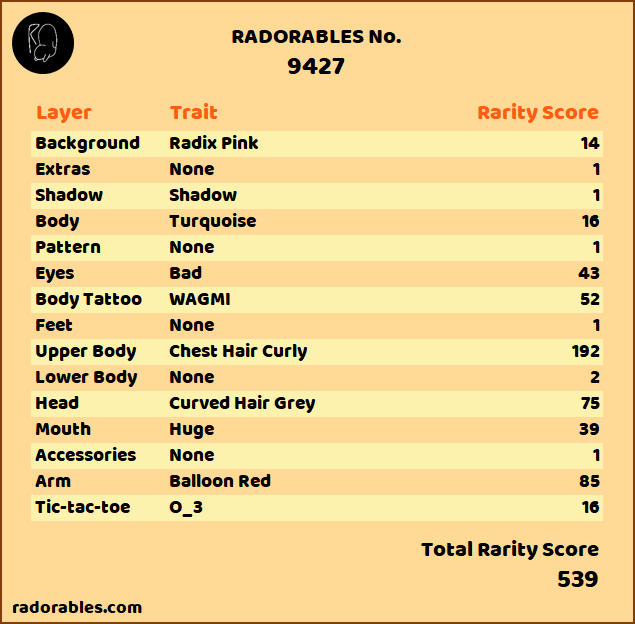 RADORABLES No.
9427
Layer Trait Rarity Score
Background Radix Pink 14
Extras None 1
Shadow Shadow 1
Body Turquoise 16
Pattern None 1
Eyes Bad 43
Body Tattoo WAGMI 52
Feet None 1
Upper Body Chest Hair Curly 192
Lower Body None 2
Head Curved Hair Grey 75
Mouth Huge 39
Accessories None 1
Arm Balloon Red 85
Tic-tac-toe O_3 16
Total Rarity Score
539
radorables.com